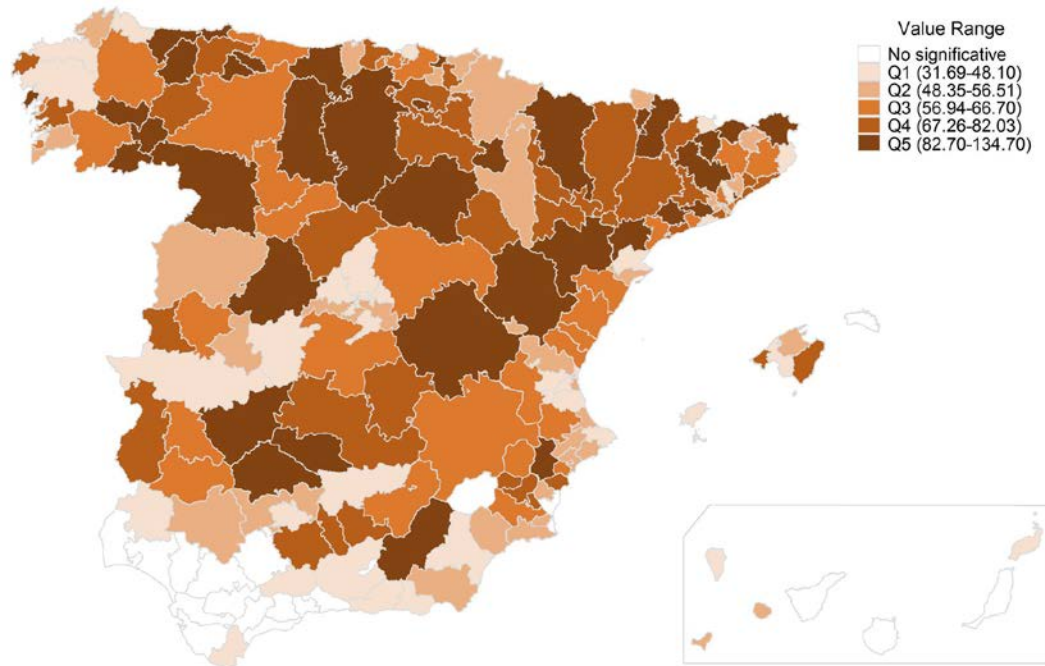 Value Range
No significative
Q1 (31.69-48.10)
Q2 (48.35-56.51)
Q3 (56.94-66.70)
Q4 (67.26-82.03)
Q5 (82.70-134.70)